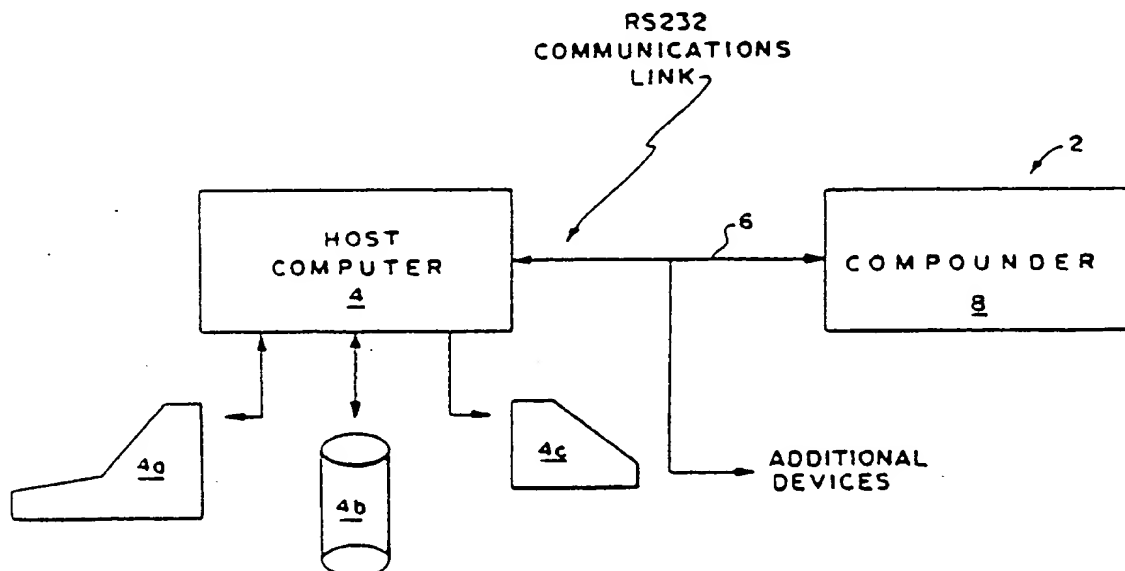 RS232
COMMUNICATIONS
LINK
2
6
HOST
COMPUTER
4
COMPOUNDER
8
4a
4b
4c
ADDITIONAL
DEVICES